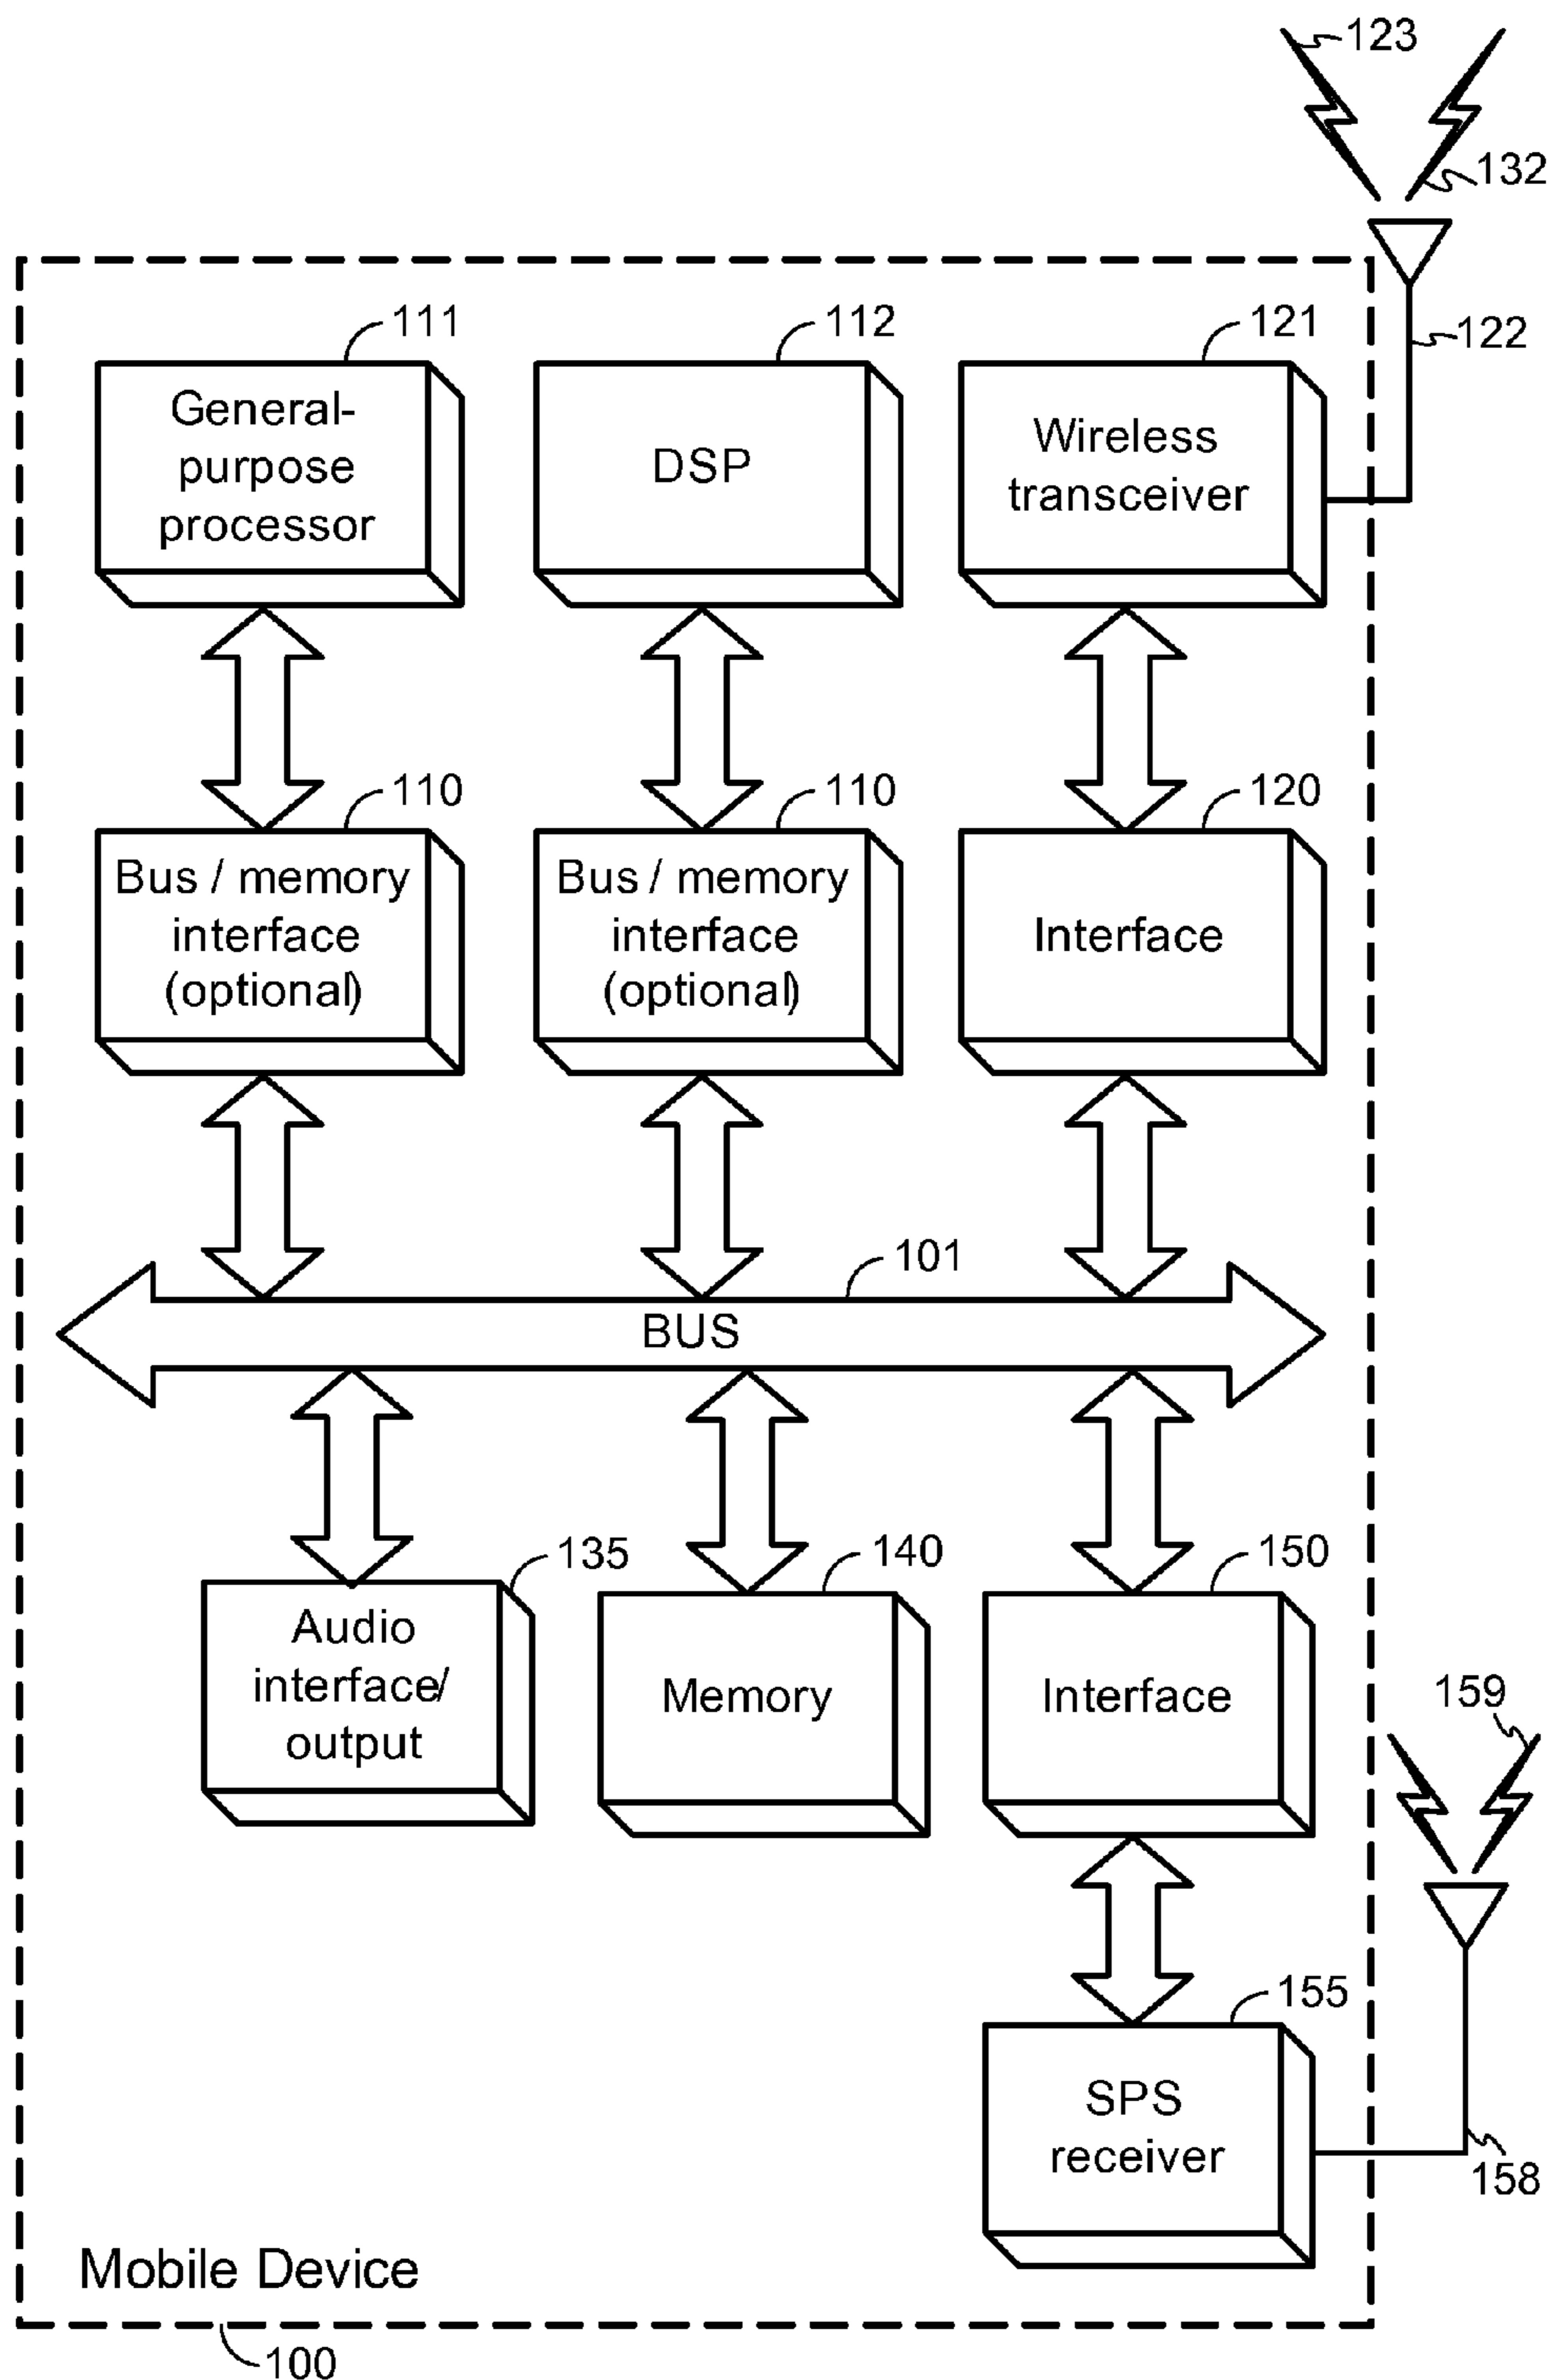 123
132
111
112
121
122
General-
purpose
processor
DSP
Wireless
transceiver
110
110
120
Bus / memory
interface
(optional)
Bus / memory
interface
(optional)
Interface
101
BUS
135
140
150
Audio
interface/
output
Memory
Interface
159
155
SPS
receiver
158
Mobile Device
100